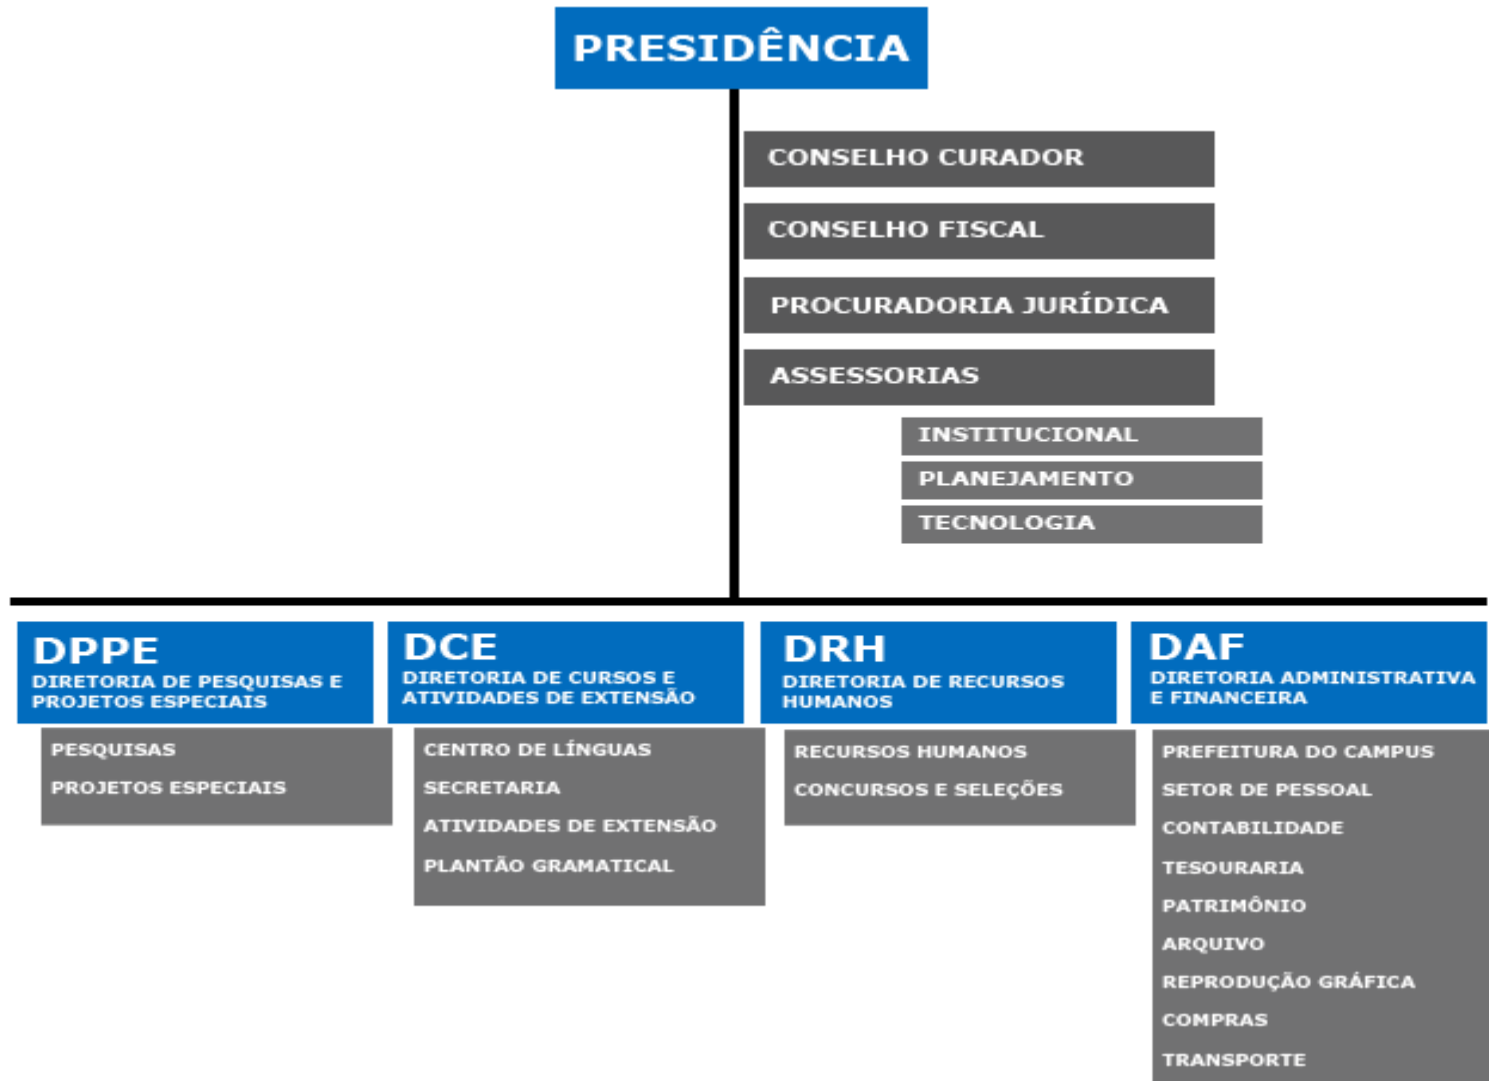 PRESIDÊNCIA
CONSELHO CURADOR
CONSELHO FISCAL
PROCURADORIA JURÍDICA
ASSESSORIAS
INSTITUCIONAL
PLANEJAMENTO
TECNOLOGIA
DPPE
DIRETORIA DE PESQUISAS E
PROJETOS ESPECIAIS
PESQUISAS
PROJETOS ESPECIAIS
DCE
DIRETORIA DE CURSOS E
ATIVIDADES DE EXTENSÃO
CENTRO DE LÍNGUAS
SECRETARIA
ATIVIDADES DE EXTENSÃO
PLANTÃO GRAMATICAL
DRH
DIRETORIA DE RECURSOS
HUMANOS
RECURSOS HUMANOS
CONCURSOS E SELEÇÕES
DAF
DIRETORIA ADMINISTRATIVA
E FINANCEIRA
PREFEITURA DO CAMPUS
SETOR DE PESSOAL
CONTABILIDADE
TESOURARIA
PATRIMÔNIO
ARQUIVO
REPRODUÇÃO GRÁFICA
COMPRAS
TRANSPORTE